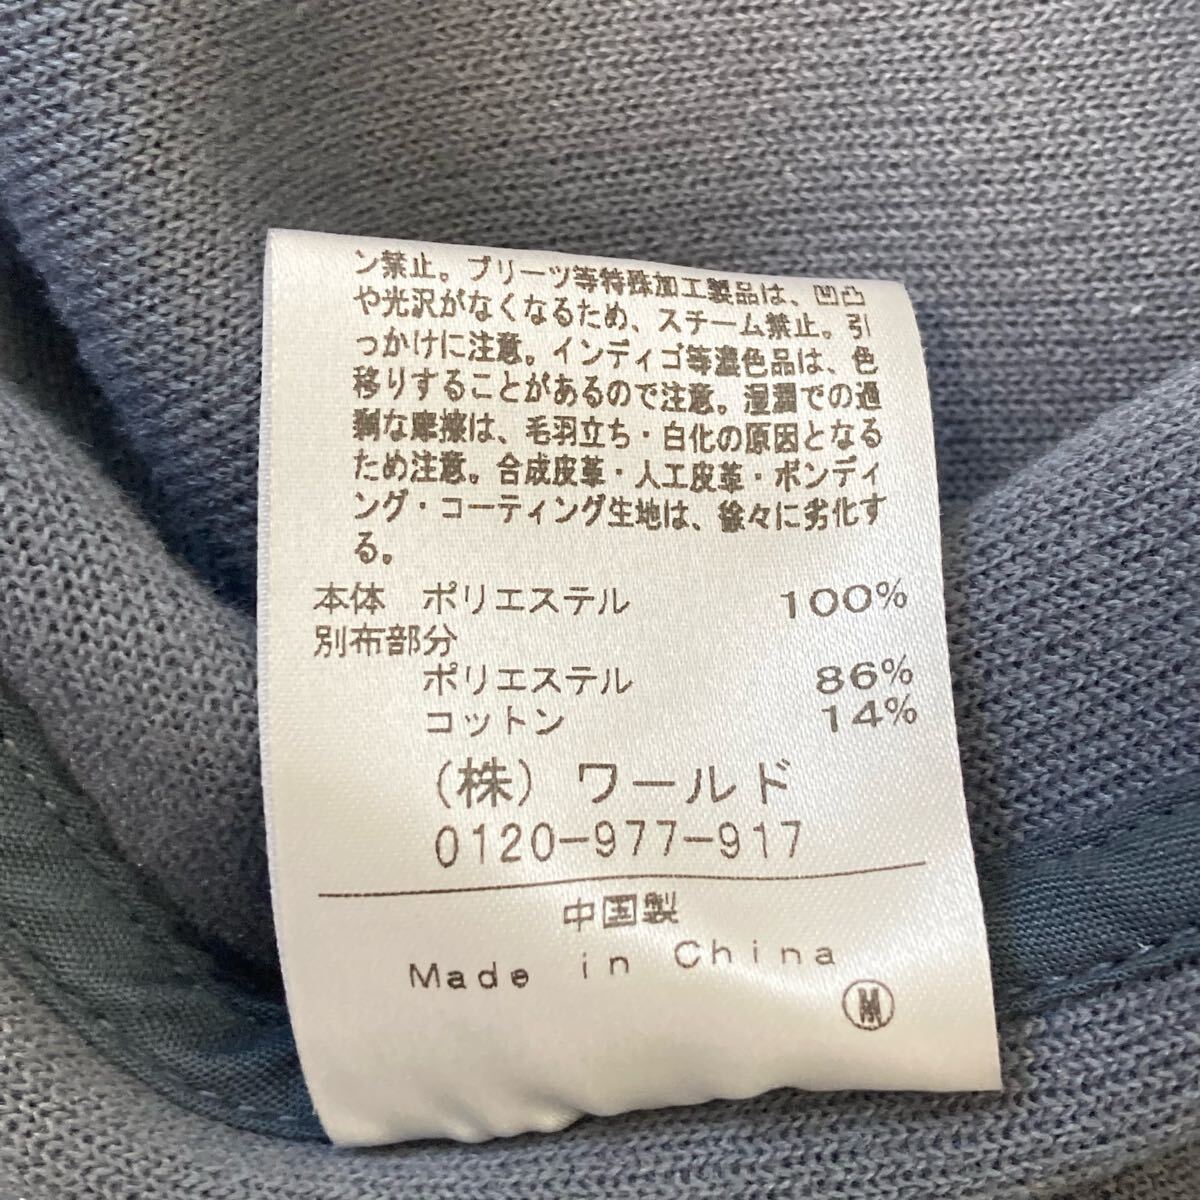 ン禁止。プリーツ等特殊加工製品は、凹凸
や光沢がなくなるため、スチーム禁止。引
っかけに注意。インディゴ等濃色品は、色
移りすることがあるので注意。湿潤での過
剰な摩擦は、毛羽立ち・白化の原因となる
ため注意。合成皮革・人工皮革・ボンディ
ング・コーティング生地は、徐々に劣化す
る。
本体 ポリエステル 100%
別布部分
ポリエステル 86%
コットン 14%
(株) ワールド
0120-977-917
中国製
Made in China
Ⓜ